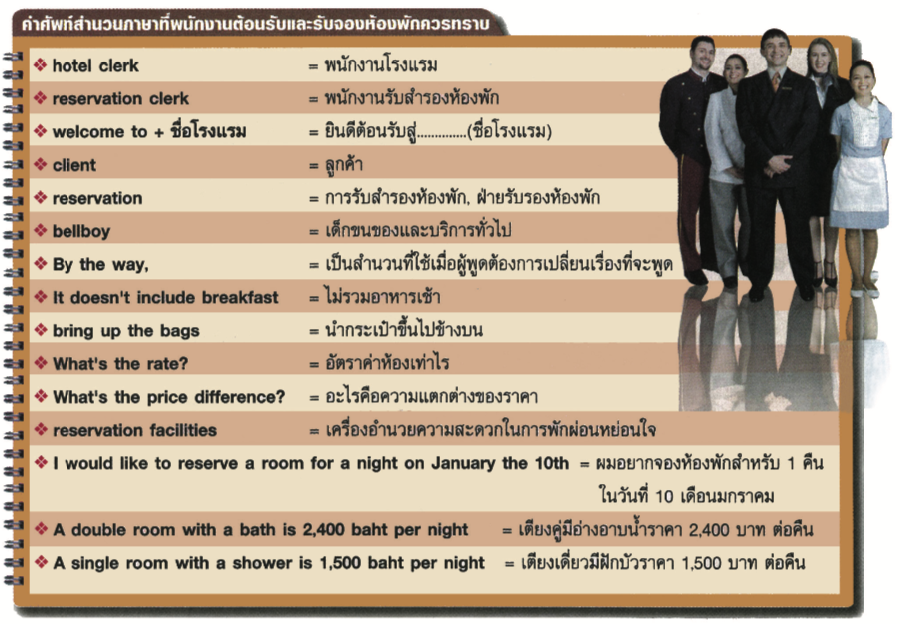 คำศัพท์สำนวนภาษาที่พนักงานต้อนรับและรับจองห้องพักควรทราบ
❖ hotel clerk = พนักงานโรงแรม
❖ reservation clerk = พนักงานรับสำรองห้องพัก
❖ welcome to + ชื่อโรงแรม = ยินดีต้อนรับสู่..............(ชื่อโรงแรม)
❖ client = ลูกค้า
❖ reservation = การรับสำรองห้องพัก, ฝ่ายรับรองห้องพัก
❖ bellboy = เด็กขนของและบริการทั่วไป
❖ By the way, = เป็นสำนวนที่ใช้เมื่อผู้พูดต้องการเปลี่ยนเรื่องที่จะพูด
❖ It doesn't include breakfast = ไม่รวมอาหารเช้า
❖ bring up the bags = นำกระเป๋าขึ้นไปข้างบน
❖ What's the rate? = อัตราค่าห้องเท่าไร
❖ What's the price difference? = อะไรคือความแตกต่างของราคา
❖ reservation facilities = เครื่องอำนวยความสะดวกในการพักผ่อนหย่อนใจ
❖ I would like to reserve a room for a night on January the 10th = ผมอยากจองห้องพักสำหรับ 1 คืน
ในวันที่ 10 เดือนมกราคม
❖ A double room with a bath is 2,400 baht per night = เตียงคู่มีอ่างอาบน้ำราคา 2,400 บาท ต่อคืน
❖ A single room with a shower is 1,500 baht per night = เตียงเดี่ยวมีฝักบัวราคา 1,500 บาท ต่อคืน